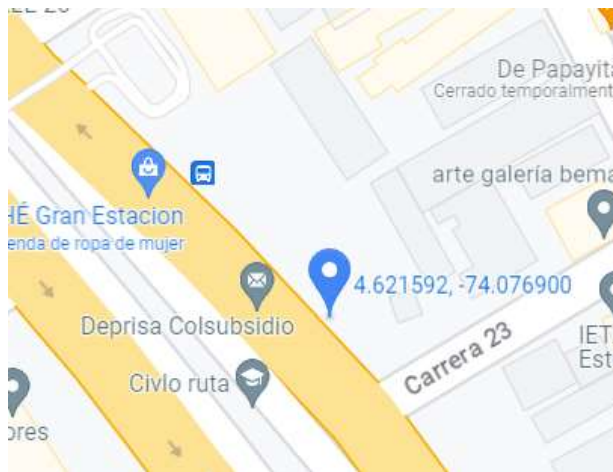 De Papayita
Cerrado temporalment
arte galería bema
HÉ Gran Estacion
enda de ropa de mujer
4.621592, -74.076900
Deprisa Colsubsidio
Carrera 23
IET
Est
Civlo ruta
ores